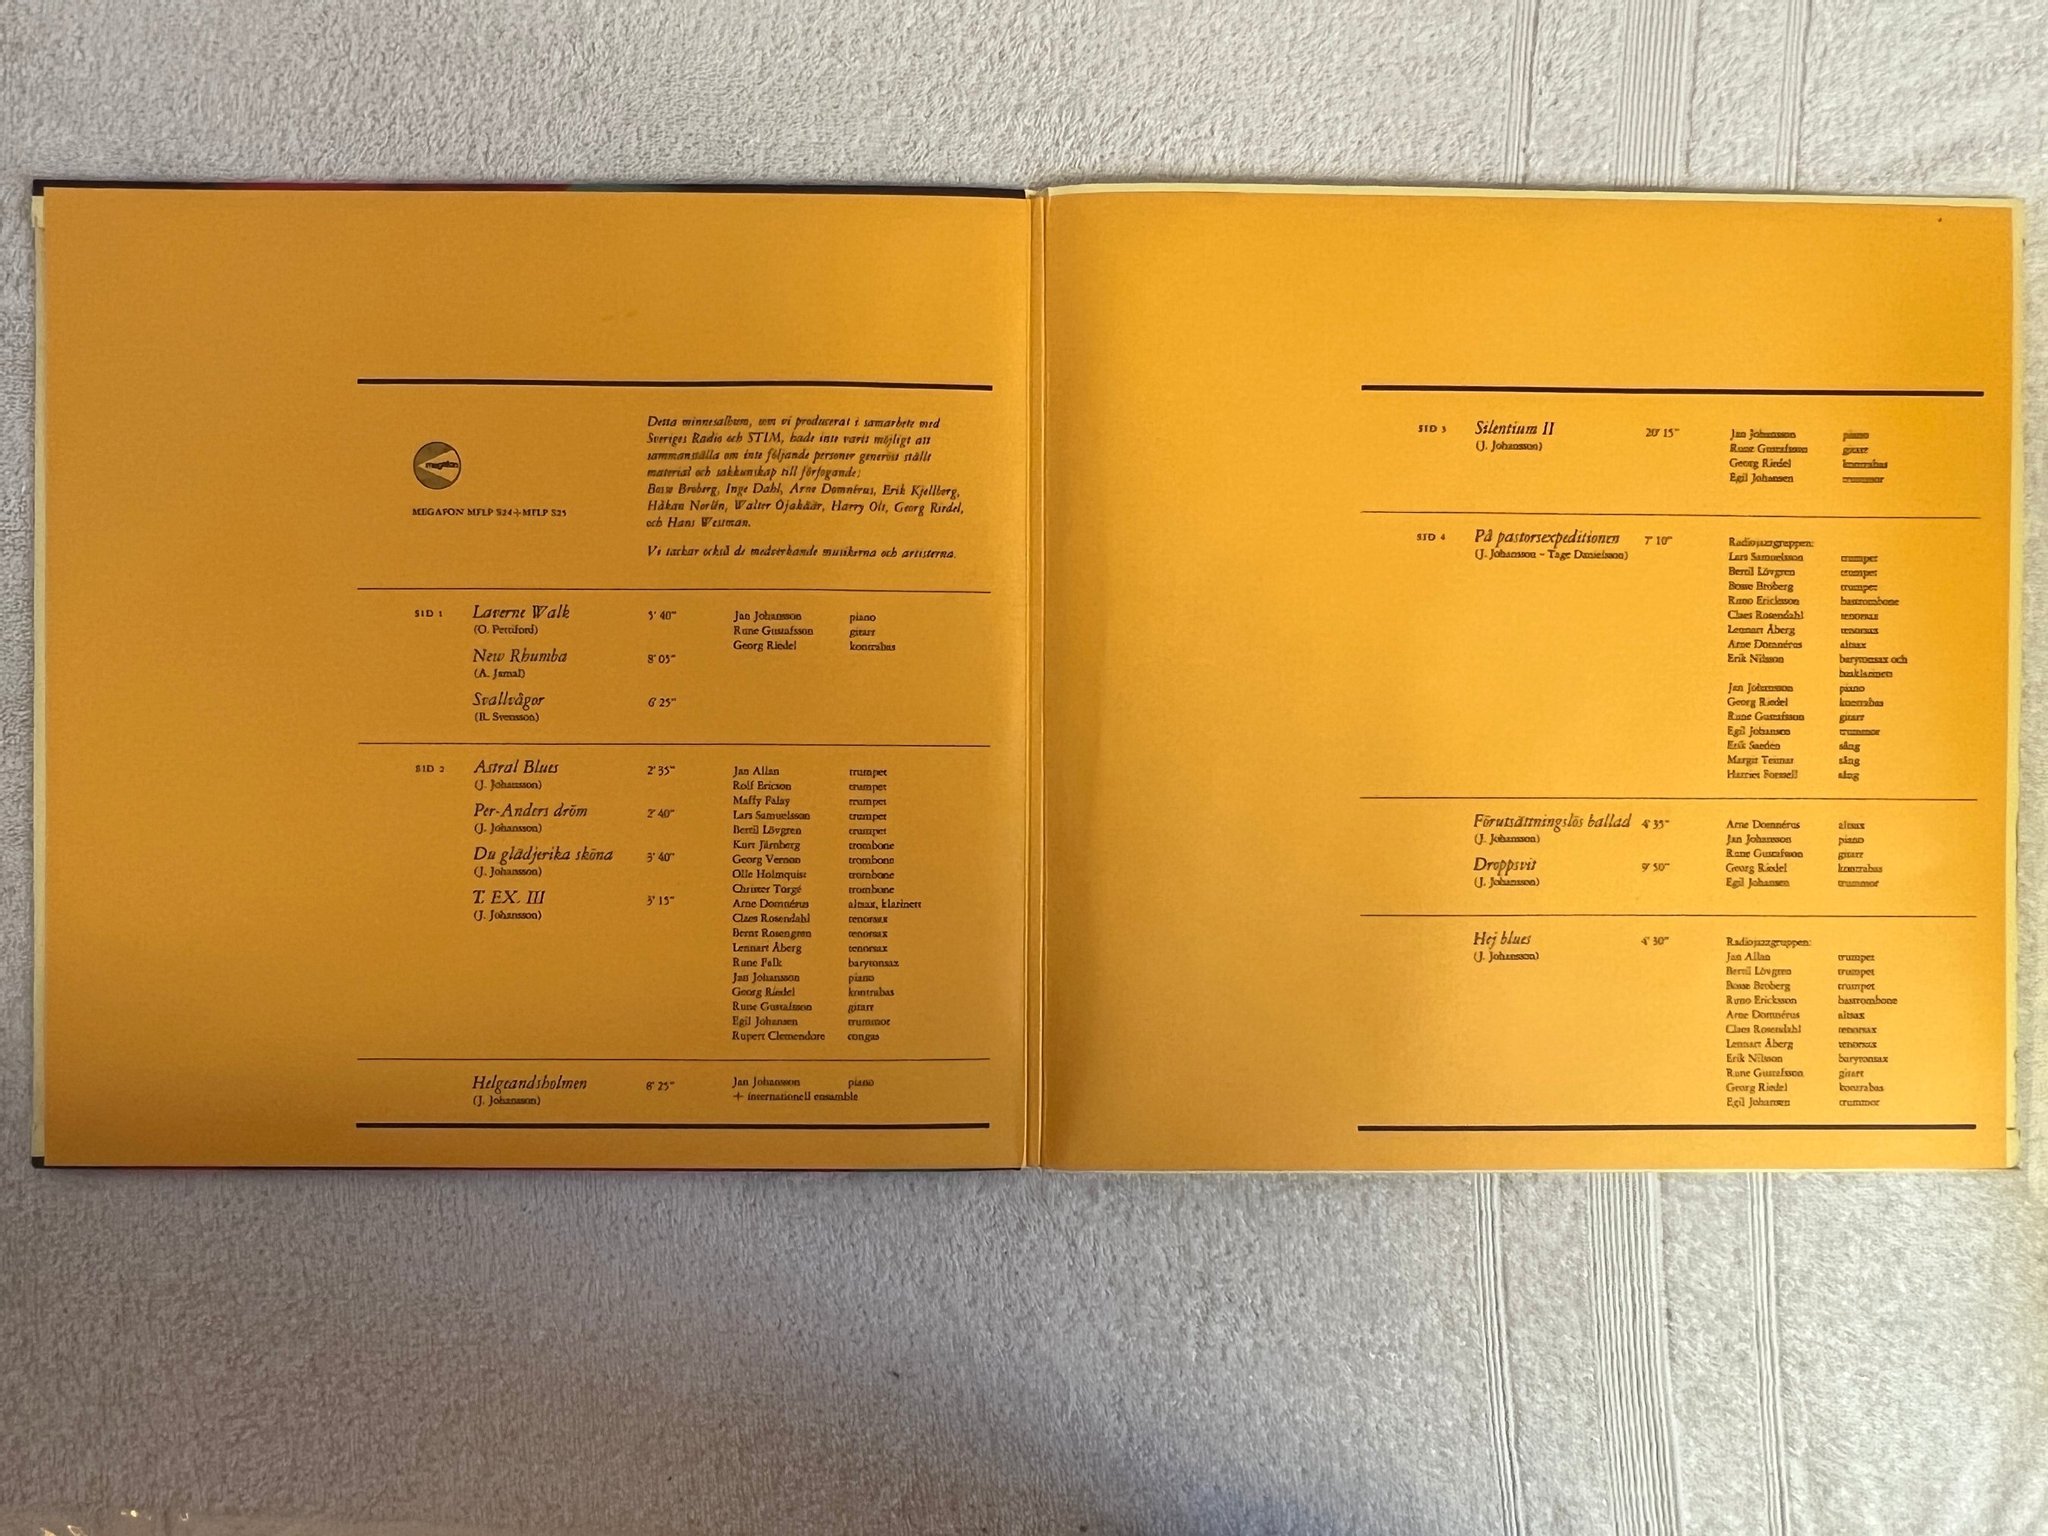 megafon
MEGAFON MFLP S24+MFLP S25
Detta minnesalbum, som vi producerat i samarbete med
Sveriges Radio och STIM, hade inte varit möjligt att
sammanställa om inte följande personer generöst ställt
material och sakkunskap till förfogande:
Bosse Broberg, Inge Dahl, Arne Domnérus, Erik Kjellberg,
Håkan Norlén, Walter Ojakäär, Harry Olt, Georg Riedel,
och Hans Westman.
Vi tackar också de medverkande musikerna och artisterna.
SID 1 Laverne Walk 5' 40" Jan Johansson piano
(O. Pettiford) Rune Gustafsson gitarr
Georg Riedel kontrabas
New Rhumba 8' 05"
(A. Jamal)
Svallvågor 6' 25"
(R. Svensson)
SID 2 Astral Blues 2' 35" Jan Allan trumpet
(J. Johansson) Rolf Ericson trumpet
Maffy Falay trumpet
Per-Anders dröm 2' 40" Lars Samuelsson trumpet
(J. Johansson) Bertil Lövgren trumpet
Kurt Järnberg trombone
Du glädjerika sköna 3' 40" Georg Vernon trombone
(J. Johansson) Olle Holmquist trombone
Christer Torgé trombone
T. EX. III 3' 15" Arne Domnérus altsax, klarinett
(J. Johansson) Claes Rosendahl tenorsax
Bernt Rosengren tenorsax
Lennart Åberg tenorsax
Rune Falk barytonsax
Jan Johansson piano
Georg Riedel kontrabas
Rune Gustafsson gitarr
Egil Johansen trummor
Rupert Clemendore congas
Helgeandsholmen 6' 25" Jan Johansson piano
(J. Johansson) + internationell ensamble
SID 3 Silentium II 20' 15" Jan Johansson piano
(J. Johansson) Rune Gustafsson gitarr
Georg Riedel kontrabas
Egil Johansen trummor
SID 4 På pastorsexpeditionen 7' 10" Radiojazzgruppen:
(J. Johansson - Tage Danielsson) Lars Samuelsson trumpet
Bertil Lövgren trumpet
Bosse Broberg trumpet
Runo Ericksson bastrombone
Claes Rosendahl tenorsax
Lennart Åberg tenorsax
Arne Domnérus altsax
Erik Nilsson barytonsax och
basklarinett
Jan Johansson piano
Georg Riedel kontrabas
Rune Gustafsson gitarr
Egil Johansen trummor
Erik Saeden sång
Margit Teimar sång
Harriet Forssell sång
Förutsättningslös ballad 4' 35" Arne Domnérus altsax
(J. Johansson) Jan Johansson piano
Rune Gustafsson gitarr
Droppsvit 9' 50" Georg Riedel kontrabas
(J. Johansson) Egil Johansen trummor
Hej blues 4' 30" Radiojazzgruppen:
(J. Johansson) Jan Allan trumpet
Bertil Lövgren trumpet
Bosse Broberg trumpet
Runo Ericksson bastrombone
Arne Domnérus altsax
Claes Rosendahl tenorsax
Lennart Åberg tenorsax
Erik Nilsson barytonsax
Rune Gustafsson gitarr
Georg Riedel kontrabas
Egil Johansen trummor